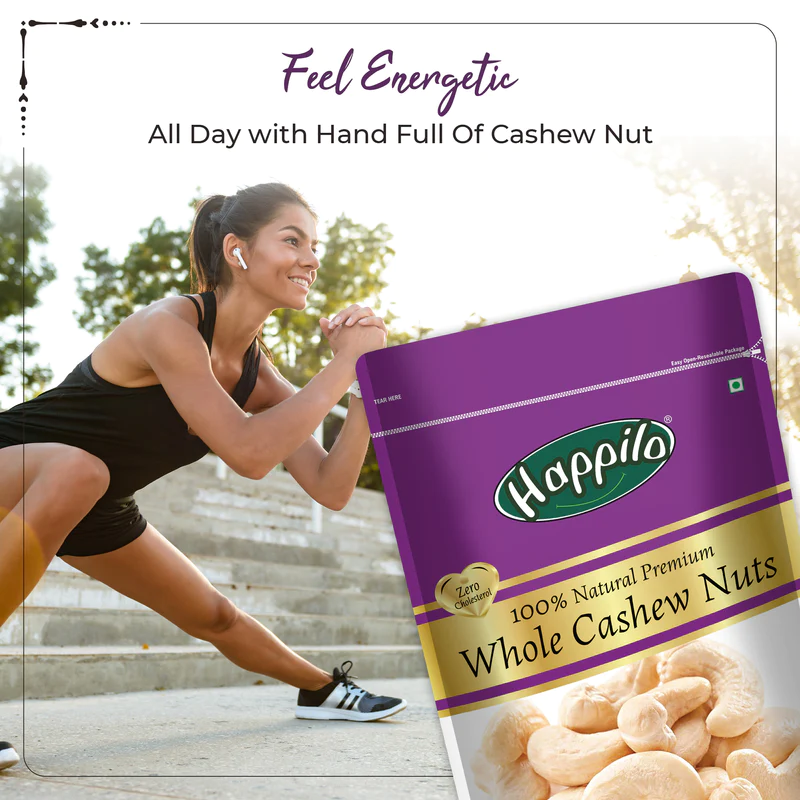 Feel Energetic
All Day with Hand Full Of Cashew Nut
Easy Open-Resealable Package
TEAR HERE
Happilo®
Zero
Cholesterol
100% Natural Premium
Whole Cashew Nuts